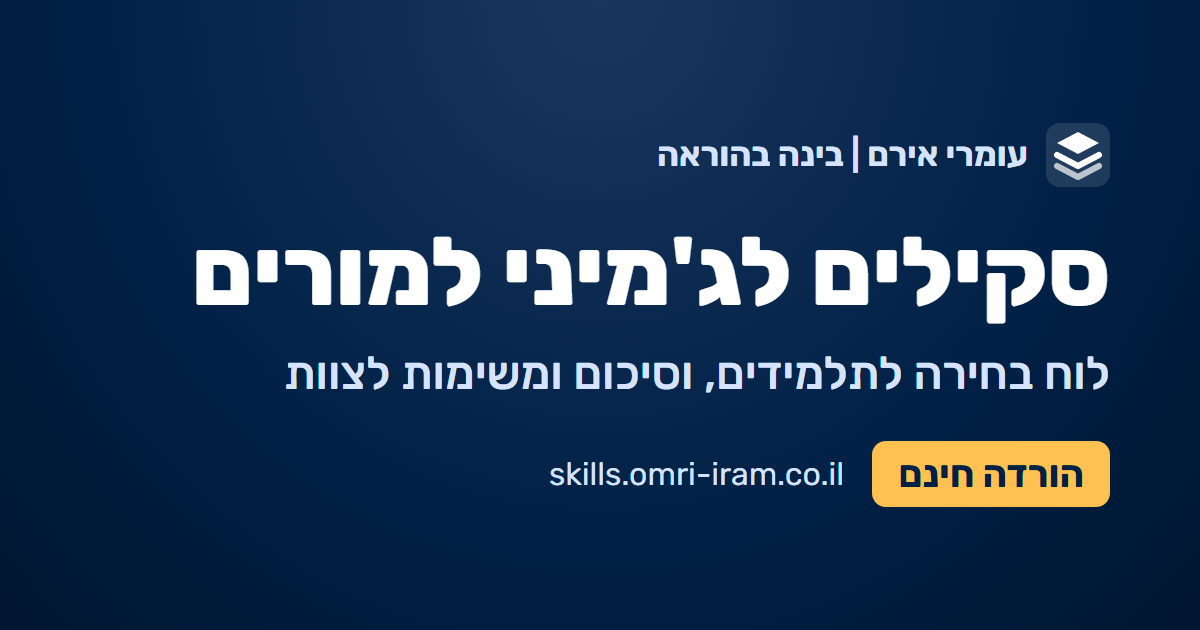 עומרי אירם | בינה בהוראה
סקילים לג'מיני למורים
לוח בחירה לתלמידים, וסיכום ומשימות לצוות
הורדה חינם skills.omri-iram.co.il